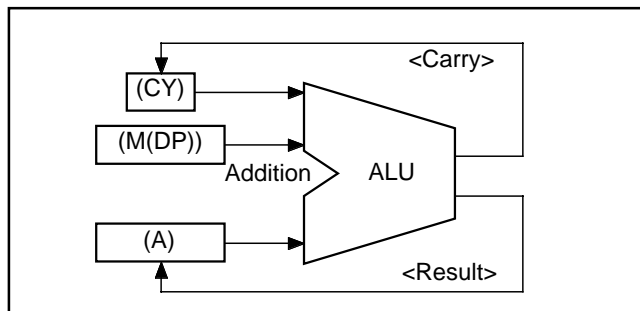 <Carry>
(CY)
(M(DP))
Addition
ALU
(A)
<Result>